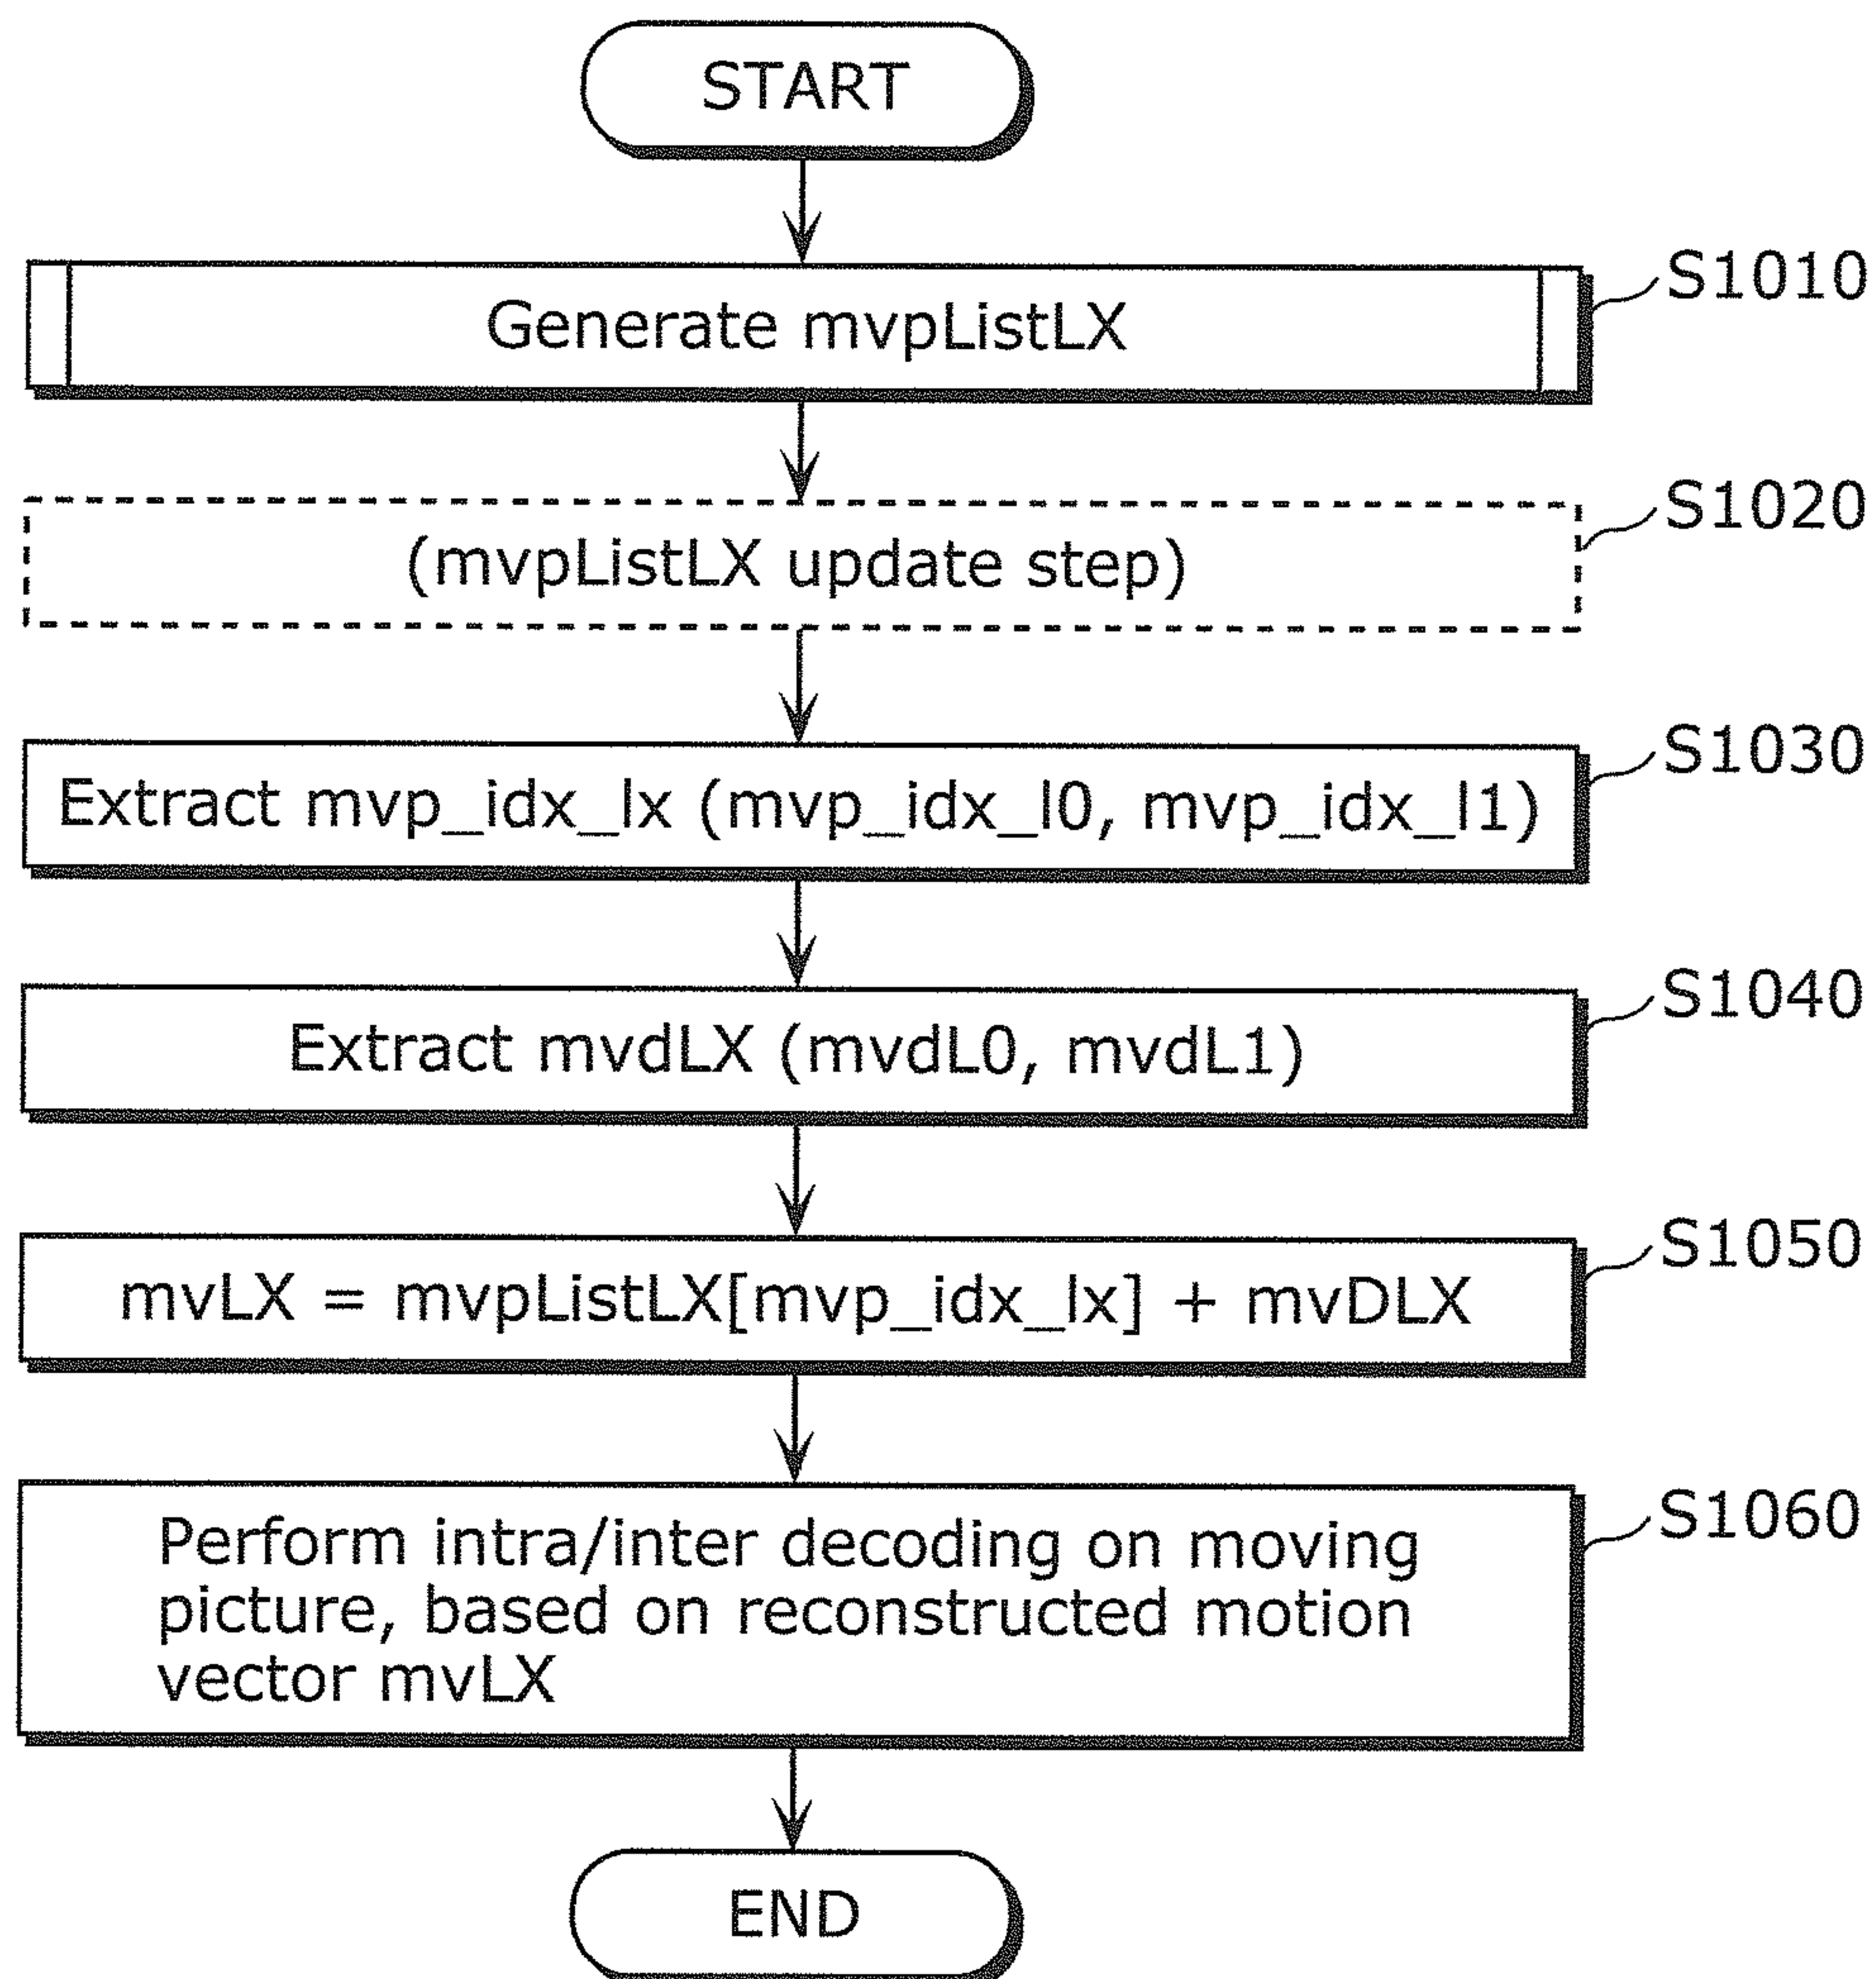 START
Generate mvpListLX
S1010
(mvpListLX update step)
S1020
Extract mvp_idx_lx (mvp_idx_l0, mvp_idx_l1)
S1030
Extract mvdLX (mvdL0, mvdL1)
S1040
mvLX = mvpListLX[mvp_idx_lx] + mvDLX
S1050
Perform intra/inter decoding on moving
picture, based on reconstructed motion
vector mvLX
S1060
END